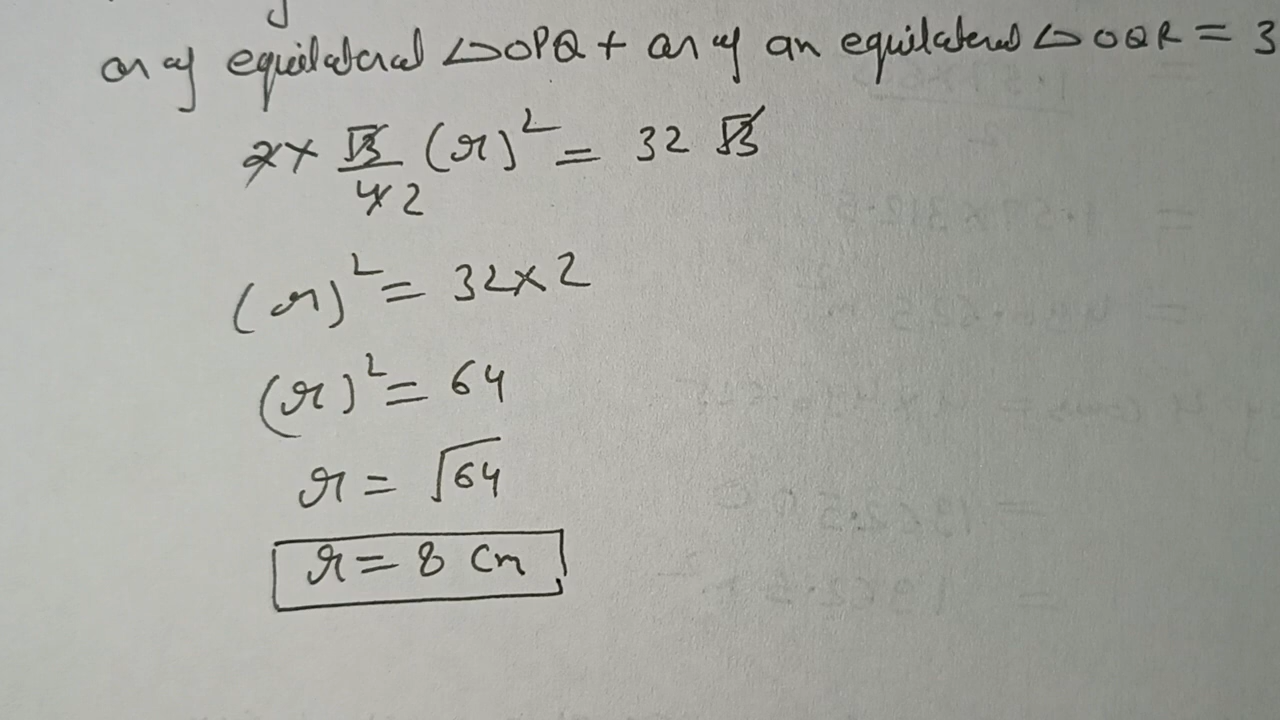 ar of equilateral △OPQ + ar of an equilateral △OQR = 3
2 × √3/4 2 (r)² = 32 √3
(r)² = 32×2
(r)² = 64
r = √64
r = 8 cm